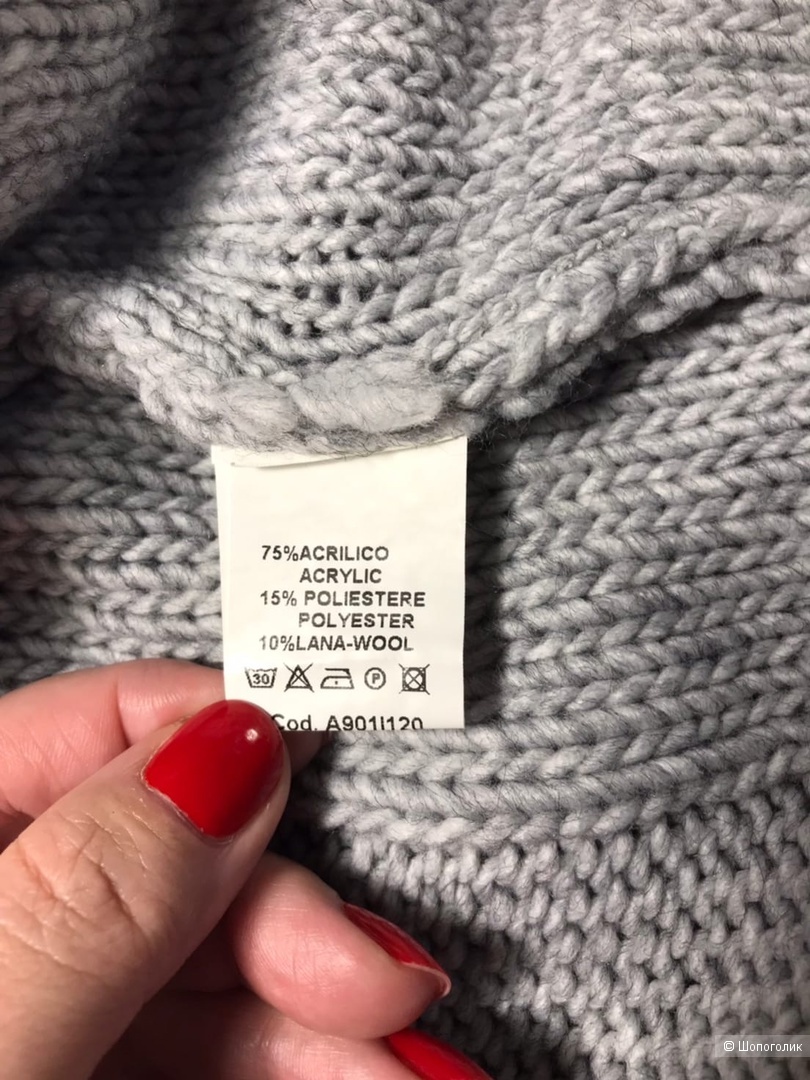 75%ACRILICO
ACRYLIC
15% POLIESTERE
POLYESTER
10%LANA-WOOL
30 P
Cod. A901I120
© Шопоголик